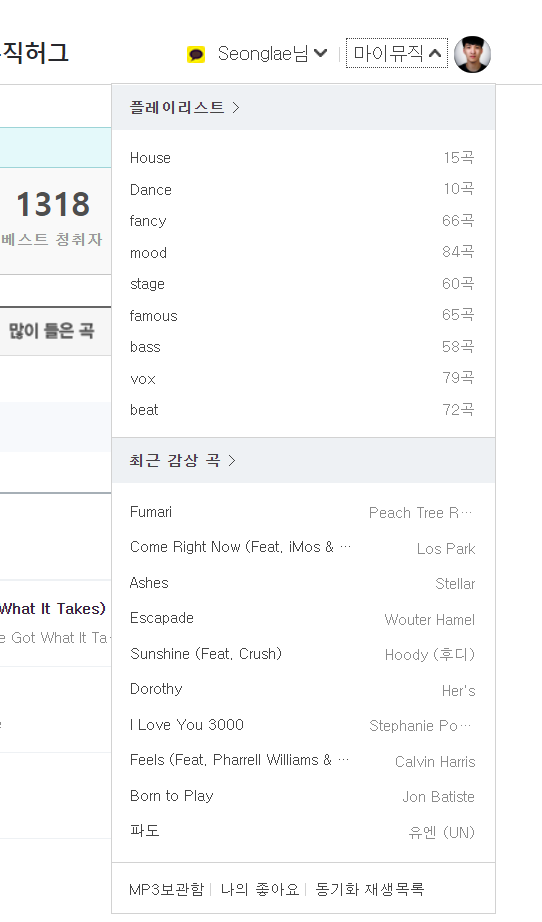 직허그
Seonglae님
마이뮤직
플레이리스트 >
House 15곡
Dance 10곡
fancy 66곡
mood 84곡
stage 60곡
famous 65곡
bass 58곡
vox 79곡
beat 72곡
최근 감상 곡 >
Fumari Peach Tree R…
Come Right Now (Feat. iMos & … Los Park
Ashes Stellar
Escapade Wouter Hamel
Sunshine (Feat. Crush) Hoody (후디)
Dorothy Her's
I Love You 3000 Stephanie Po…
Feels (Feat. Pharrell Williams & … Calvin Harris
Born to Play Jon Batiste
파도 유엔 (UN)
MP3보관함 | 나의 좋아요 | 동기화 재생목록
1318
베스트 청취자
많이 들은 곡
What It Takes)
e Got What It Ta